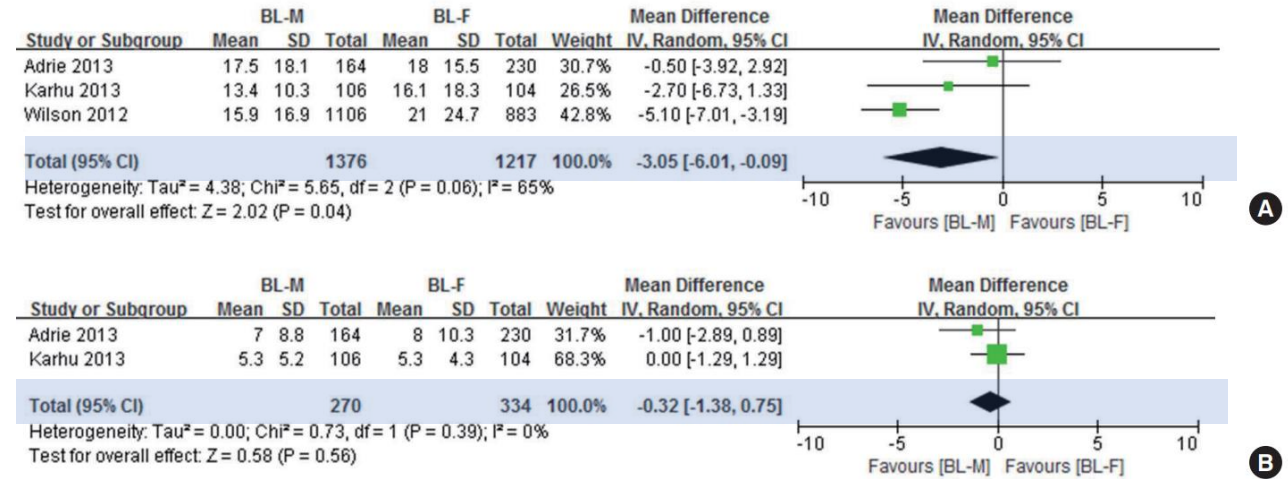 BL-M BL-F Mean Difference Mean Difference
Study or Subgroup Mean SD Total Mean SD Total Weight IV, Random, 95% CI IV, Random, 95% CI
Adrie 2013 17.5 18.1 164 18 15.5 230 30.7% -0.50 [-3.92, 2.92]
Karhu 2013 13.4 10.3 106 16.1 18.3 104 26.5% -2.70 [-6.73, 1.33]
Wilson 2012 15.9 16.9 1106 21 24.7 883 42.8% -5.10 [-7.01, -3.19]
Total (95% CI) 1376 1217 100.0% -3.05 [-6.01, -0.09]
Heterogeneity: Tau² = 4.38; Chi² = 5.65, df = 2 (P = 0.06); I² = 65%
Test for overall effect: Z = 2.02 (P = 0.04)
-10 -5 0 5 10
Favours [BL-M] Favours [BL-F]
A
BL-M BL-F Mean Difference Mean Difference
Study or Subgroup Mean SD Total Mean SD Total Weight IV, Random, 95% CI IV, Random, 95% CI
Adrie 2013 7 8.8 164 8 10.3 230 31.7% -1.00 [-2.89, 0.89]
Karhu 2013 5.3 5.2 106 5.3 4.3 104 68.3% 0.00 [-1.29, 1.29]
Total (95% CI) 270 334 100.0% -0.32 [-1.38, 0.75]
Heterogeneity: Tau² = 0.00; Chi² = 0.73, df = 1 (P = 0.39); I² = 0%
Test for overall effect: Z = 0.58 (P = 0.56)
-10 -5 0 5 10
Favours [BL-M] Favours [BL-F]
B